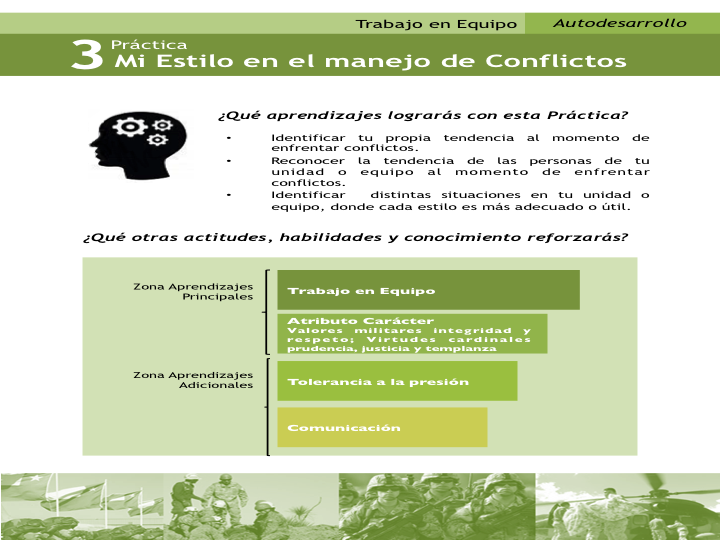 Trabajo en Equipo
Autodesarrollo
3 Práctica
Mi Estilo en el manejo de Conflictos
¿Qué aprendizajes lograrás con esta Práctica?
• Identificar tu propia tendencia al momento de
enfrentar conflictos.
• Reconocer la tendencia de las personas de tu
unidad o equipo al momento de enfrentar
conflictos.
• Identificar distintas situaciones en tu unidad o
equipo, donde cada estilo es más adecuado o útil.
¿Qué otras actitudes, habilidades y conocimiento reforzarás?
Zona Aprendizajes
Principales
Trabajo en Equipo
Atributo Carácter
Valores militares integridad y
respeto; Virtudes cardinales
prudencia, justicia y templanza
Zona Aprendizajes
Adicionales
Tolerancia a la presión
Comunicación